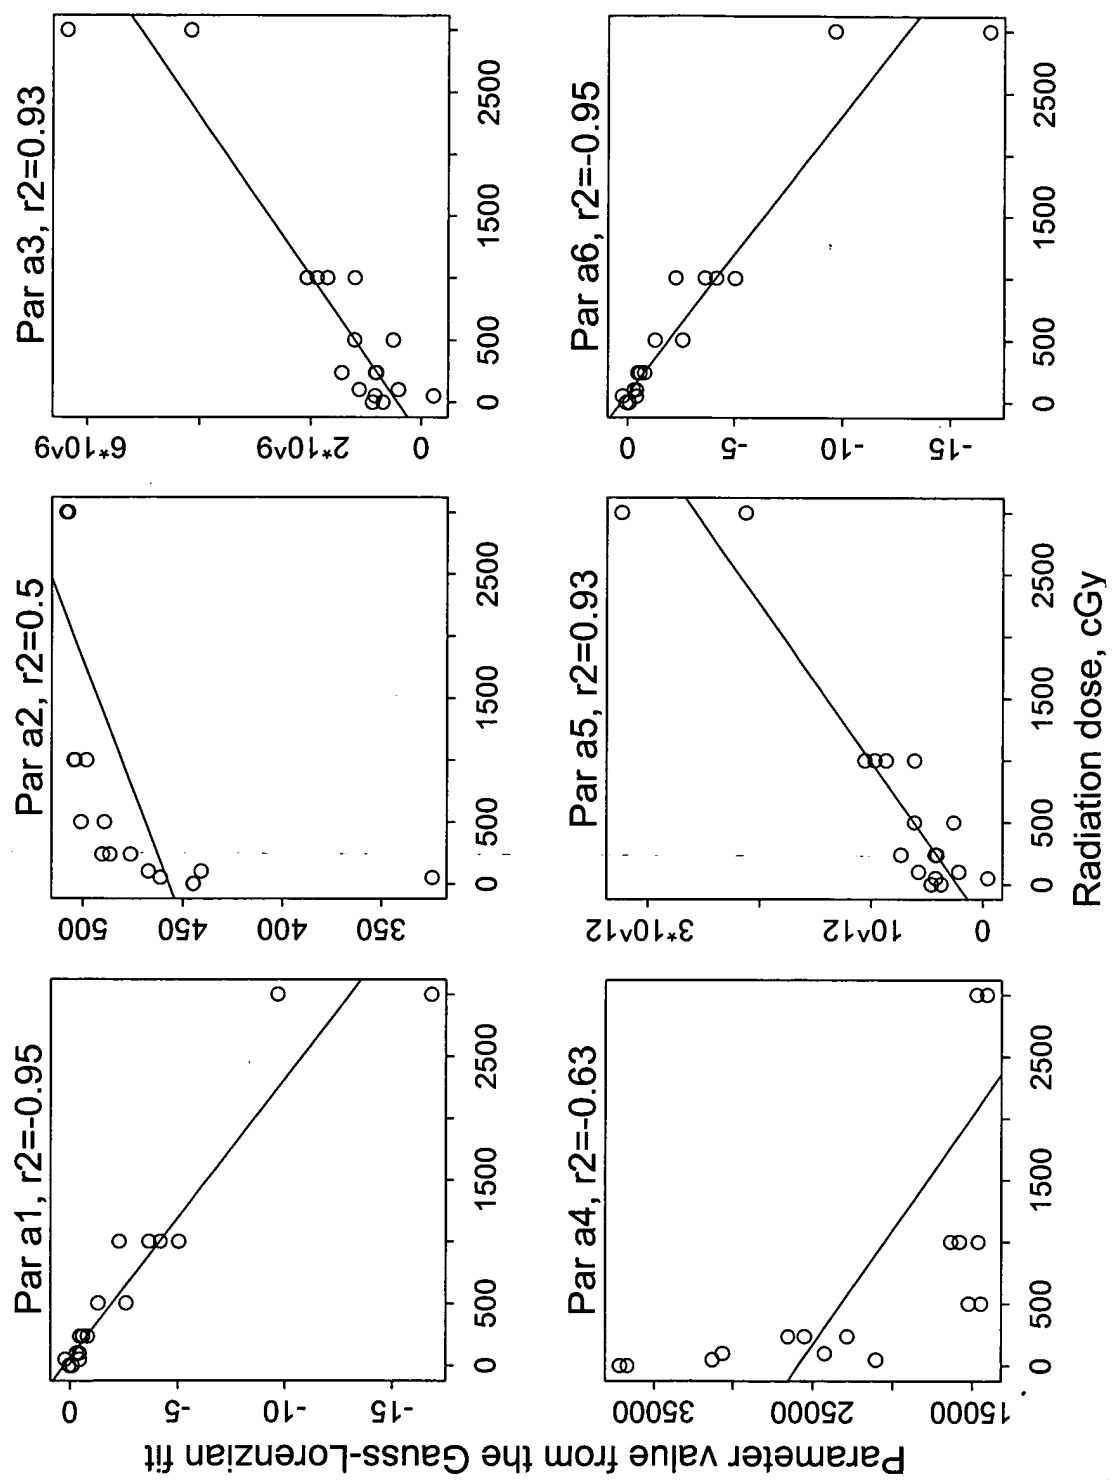 Par a1, r2=-0.95
0
-5
-10
-15
0 500 1500 2500
Par a2, r2=0.5
500
450
400
350
0 500 1500 2500
Par a3, r2=0.93
6*10^9
2*10^9
0
0 500 1500 2500
Par a4, r2=-0.63
35000
25000
15000
0 500 1500 2500
Par a5, r2=0.93
3*10^12
10^12
0
0 500 1500 2500
Par a6, r2=-0.95
0
-5
-10
-15
0 500 1500 2500
Parameter value from the Gauss-Lorenzian fit
Radiation dose, cGy